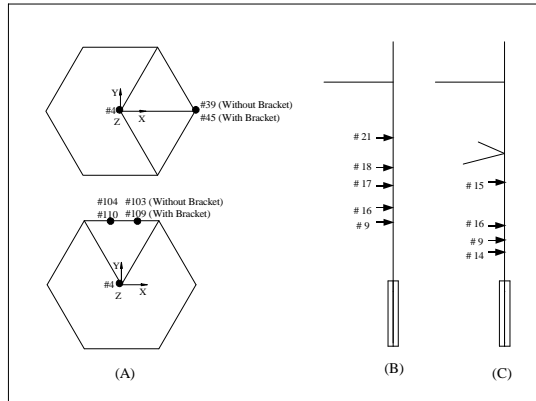 Y
#39 (Without Bracket)
#4
Z
X
#45 (With Bracket)
#104
#103 (Without Bracket)
#110
#109 (With Bracket)
Y
#4
Z
X
(A)
# 21
# 18
# 17
# 16
# 9
(B)
# 15
# 16
# 9
# 14
(C)